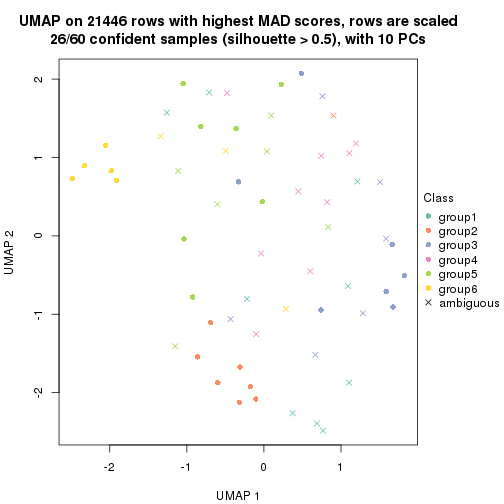 UMAP on 21446 rows with highest MAD scores, rows are scaled
26/60 confident samples (silhouette > 0.5), with 10 PCs
2
1
0
-1
-2
UMAP 2
-2
-1
0
1
UMAP 1
Class
group1
group2
group3
group4
group5
group6
ambiguous